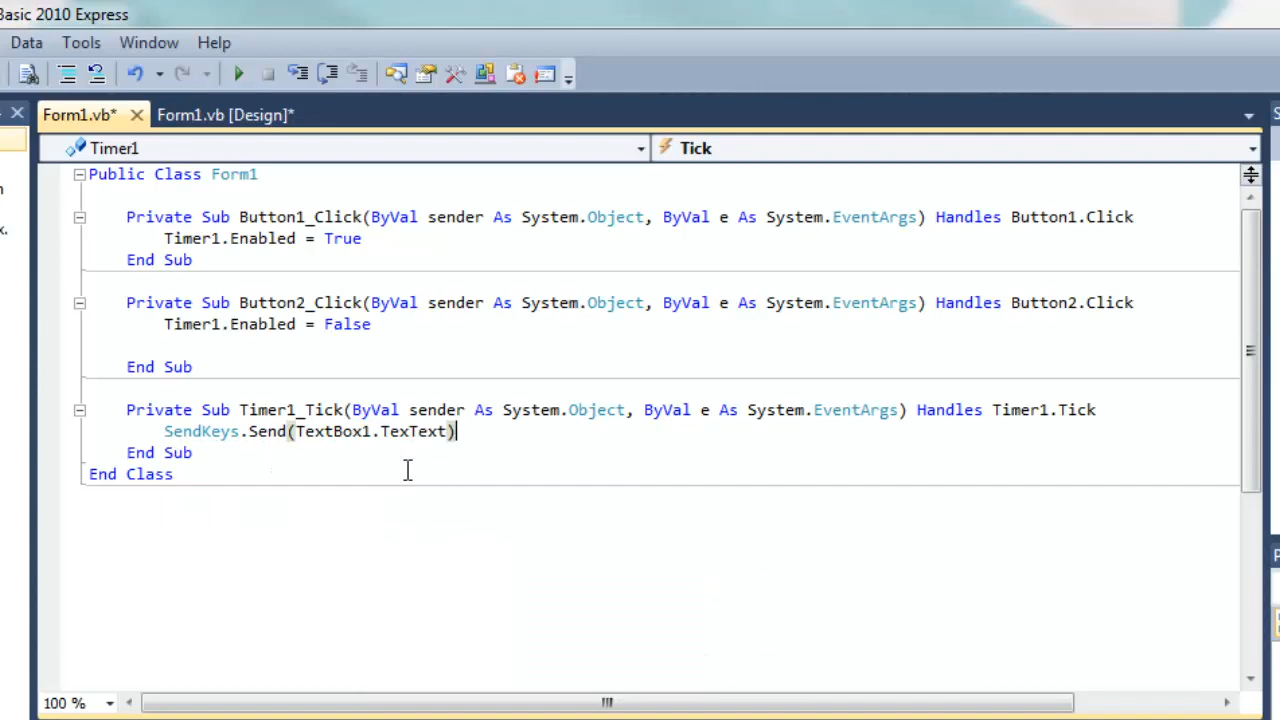 Basic 2010 Express
Data Tools Window Help
Form1.vb* Form1.vb [Design]*
Timer1 Tick
Public Class Form1
Private Sub Button1_Click(ByVal sender As System.Object, ByVal e As System.EventArgs) Handles Button1.Click
Timer1.Enabled = True
End Sub
Private Sub Button2_Click(ByVal sender As System.Object, ByVal e As System.EventArgs) Handles Button2.Click
Timer1.Enabled = False
End Sub
Private Sub Timer1_Tick(ByVal sender As System.Object, ByVal e As System.EventArgs) Handles Timer1.Tick
SendKeys.Send(TextBox1.TexText)
End Sub
End Class
100 %